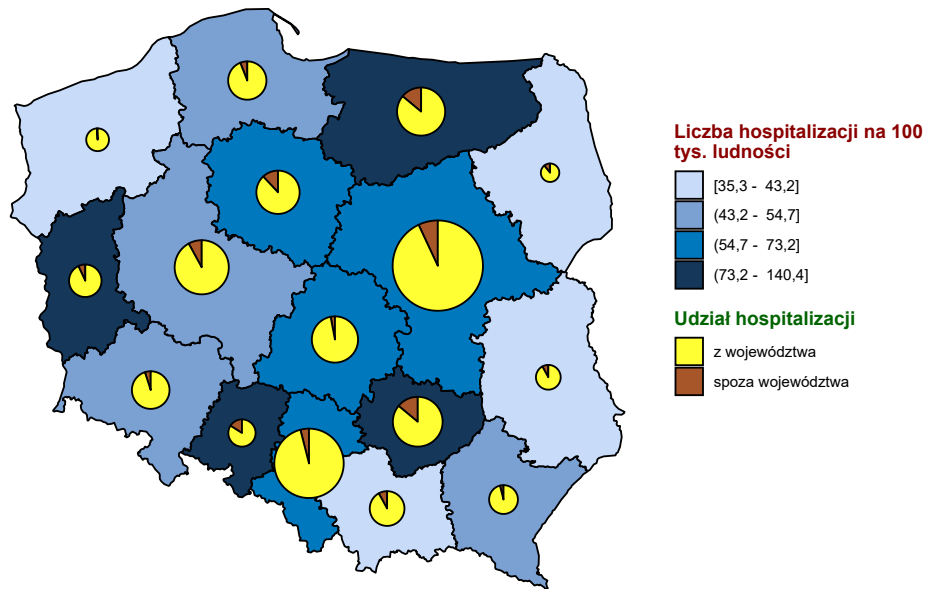 Liczba hospitalizacji na 100
tys. ludności
[35,3 - 43,2]
(43,2 - 54,7]
(54,7 - 73,2]
(73,2 - 140,4]
Udział hospitalizacji
z województwa
spoza województwa